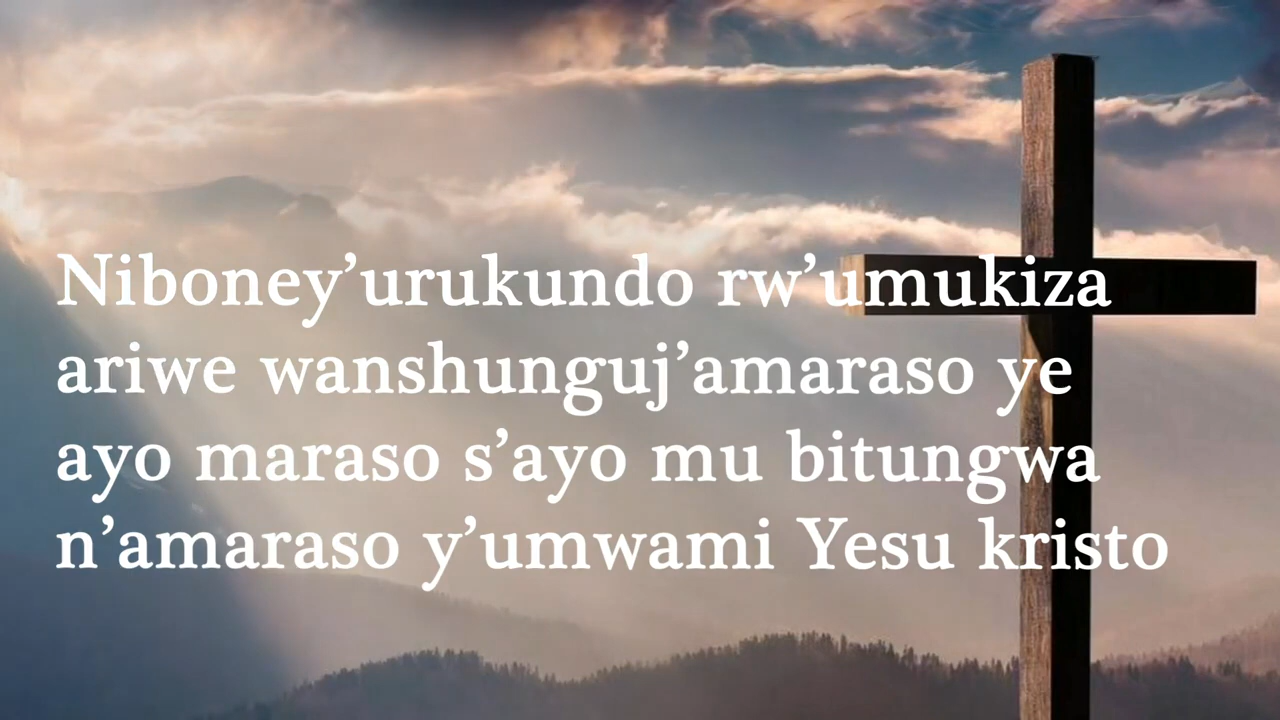 Niboney’urukundo rw’umukiza
ariwe wanshunguj’amaraso ye
ayo maraso s’ayo mu bitungwa
n’amaraso y’umwami Yesu kristo